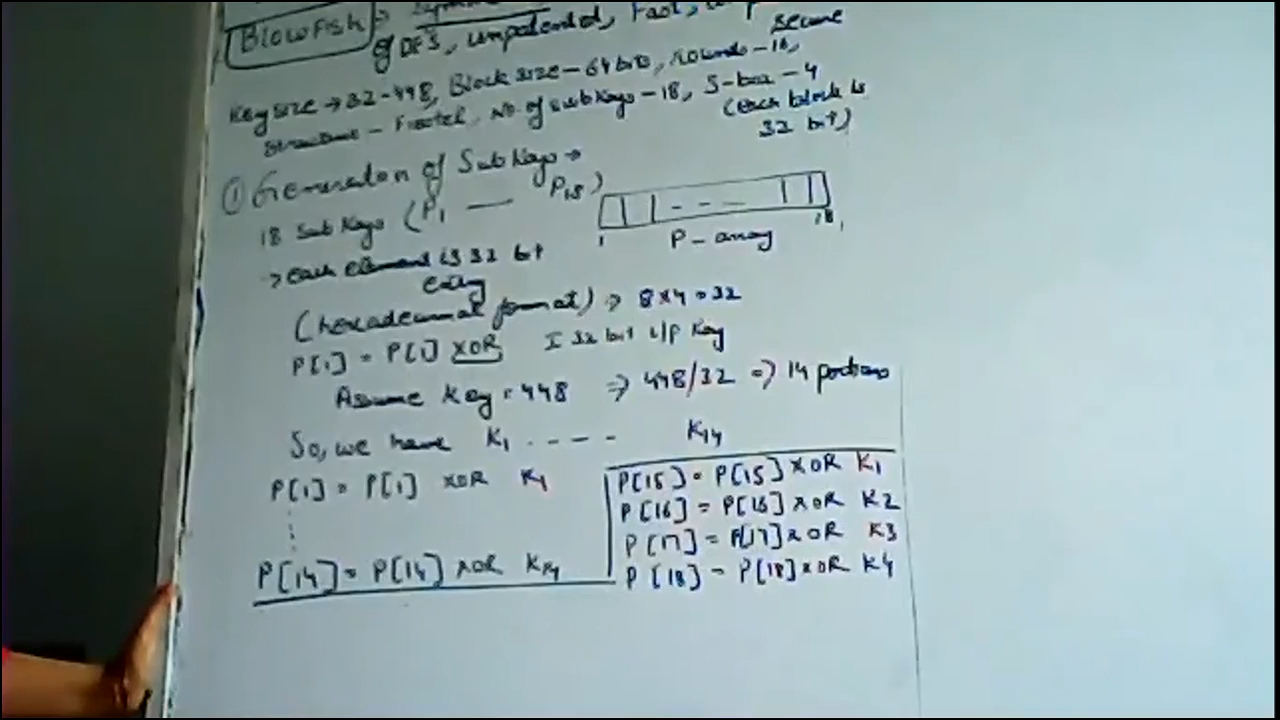 BlowFish →
of DES, unpatented, Fast,
secure
Key size → 32-448, Block size - 64 bits, rounds - 16,
Structure - Feistel, No. of sub keys - 18, S-box - 4
(each block is
32 bit)
① Generation of Sub Keys →
18 Sub Keys (P1 — P18)
1 18
P - array
→ each element is 32 bit
(hexadecimal format) → 8x4=32
P[1] = P[1] XOR I 32 bit i/p key
Assume key = 448 ⇒ 448/32 ⇒ 14 portions
So, we have K1 - - - - K14
P[1] = P[1] XOR K1
P[14] = P[14] XOR K14
P[15] = P[15] XOR K1
P[16] = P[16] XOR K2
P[17] = P[17] XOR K3
P[18] = P[18] XOR K4